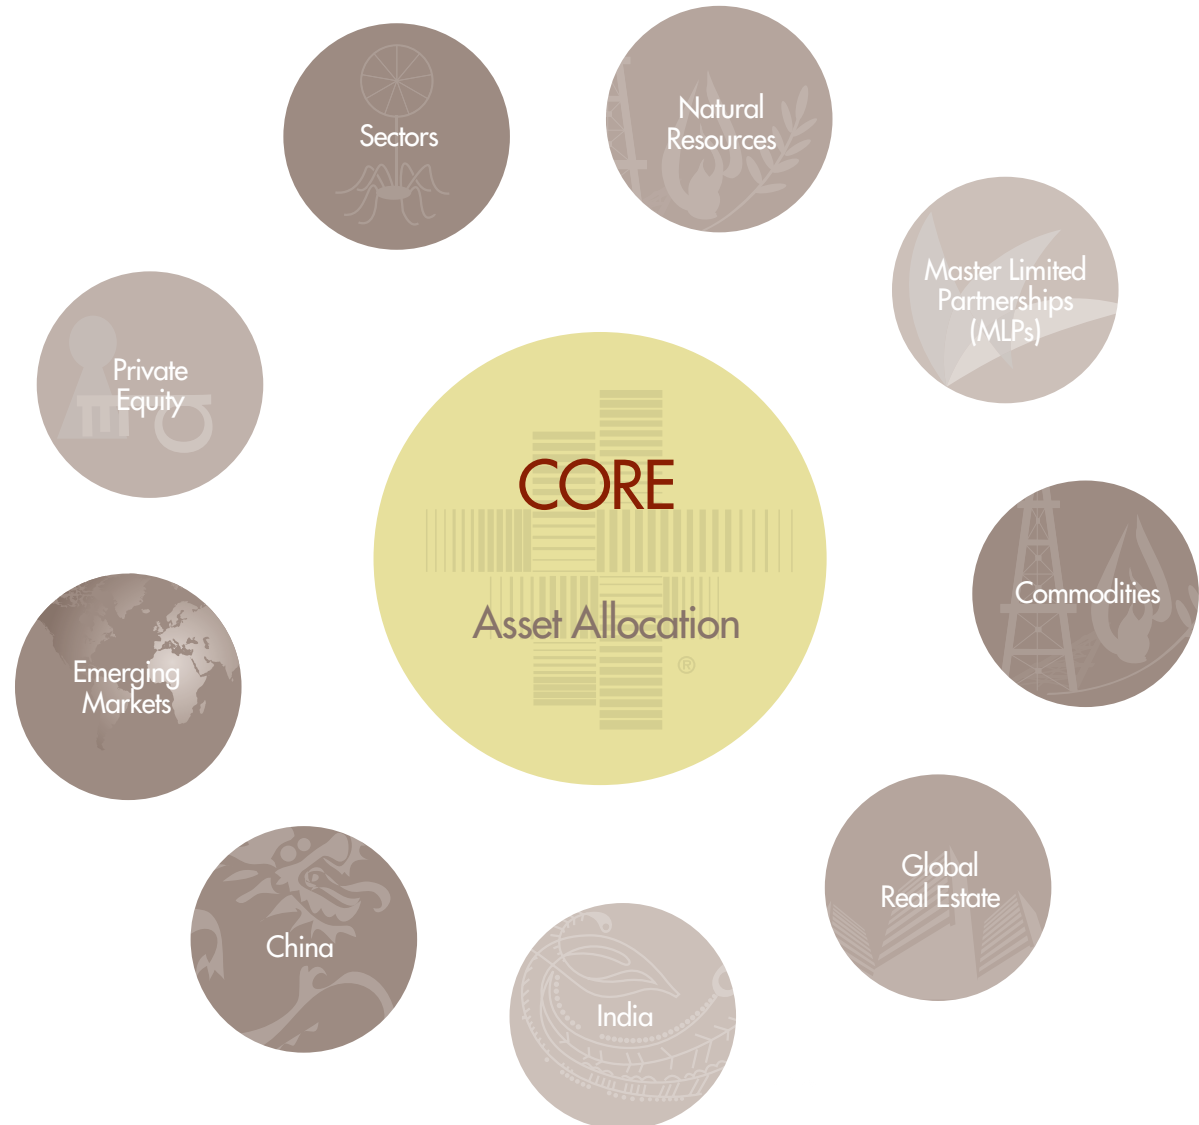 Sectors
Natural
Resources
Master Limited
Partnerships
(MLPs)
Private
Equity
CORE
Asset Allocation
®
Commodities
Emerging
Markets
Global
Real Estate
China
India